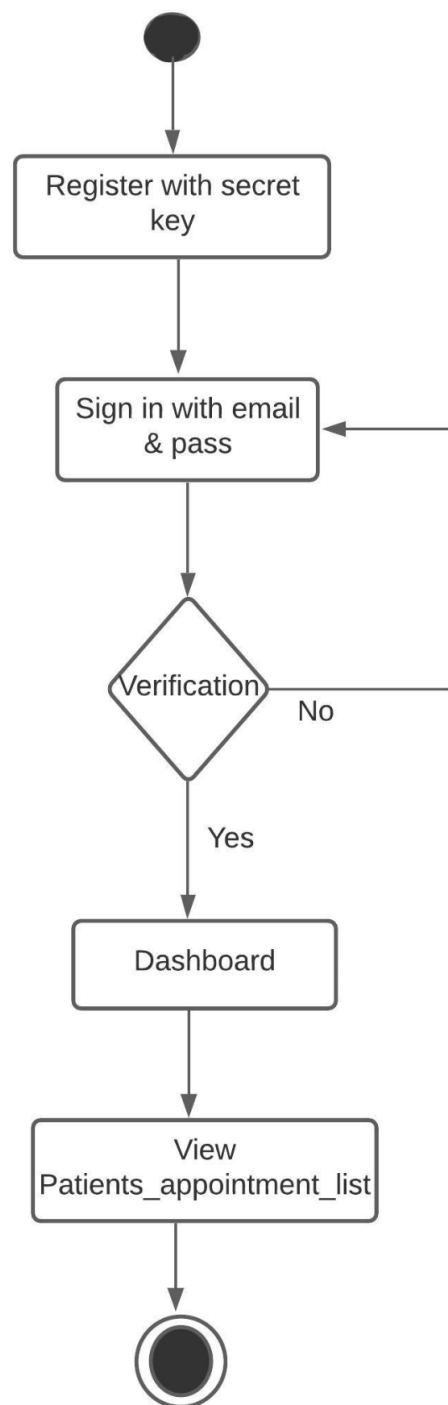 Register with secret
key
Sign in with email
& pass
Verification
No
Yes
Dashboard
View
Patients_appointment_list